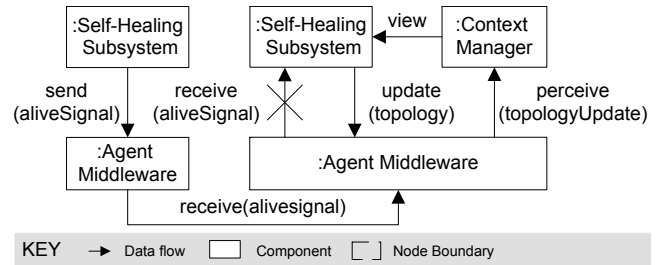 :Self-Healing
Subsystem
:Self-Healing
Subsystem
view
:Context
Manager
send
(aliveSignal)
receive
(aliveSignal)
update
(topology)
perceive
(topologyUpdate)
:Agent
Middleware
:Agent Middleware
receive(alivesignal)
KEY Data flow Component Node Boundary